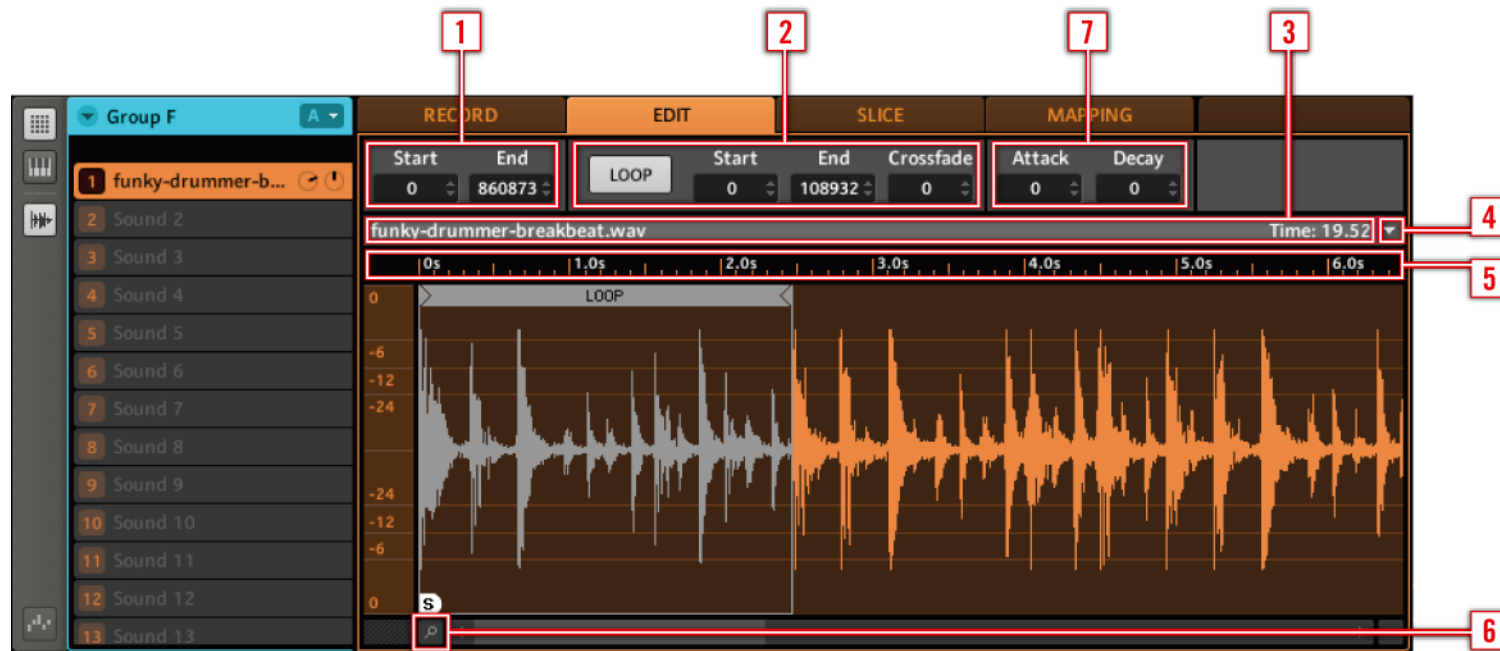 1 2 7 3
Group F A RECORD EDIT SLICE MAPPING
Start End Start End Crossfade Attack Decay
LOOP
0 860873 0 108932 0 0 0
1 funky-drummer-b...
2 Sound 2
funky-drummer-breakbeat.wav Time: 19.52 4
3 Sound 3
0s 1.0s 2.0s 3.0s 4.0s 5.0s 6.0s 5
4 Sound 4
0 LOOP
5 Sound 5
-6
6 Sound 6
-12
7 Sound 7
-24
8 Sound 8
9 Sound 9
-24
10 Sound 10
-12
11 Sound 11
-6
12 Sound 12
0 S
13 Sound 13
6